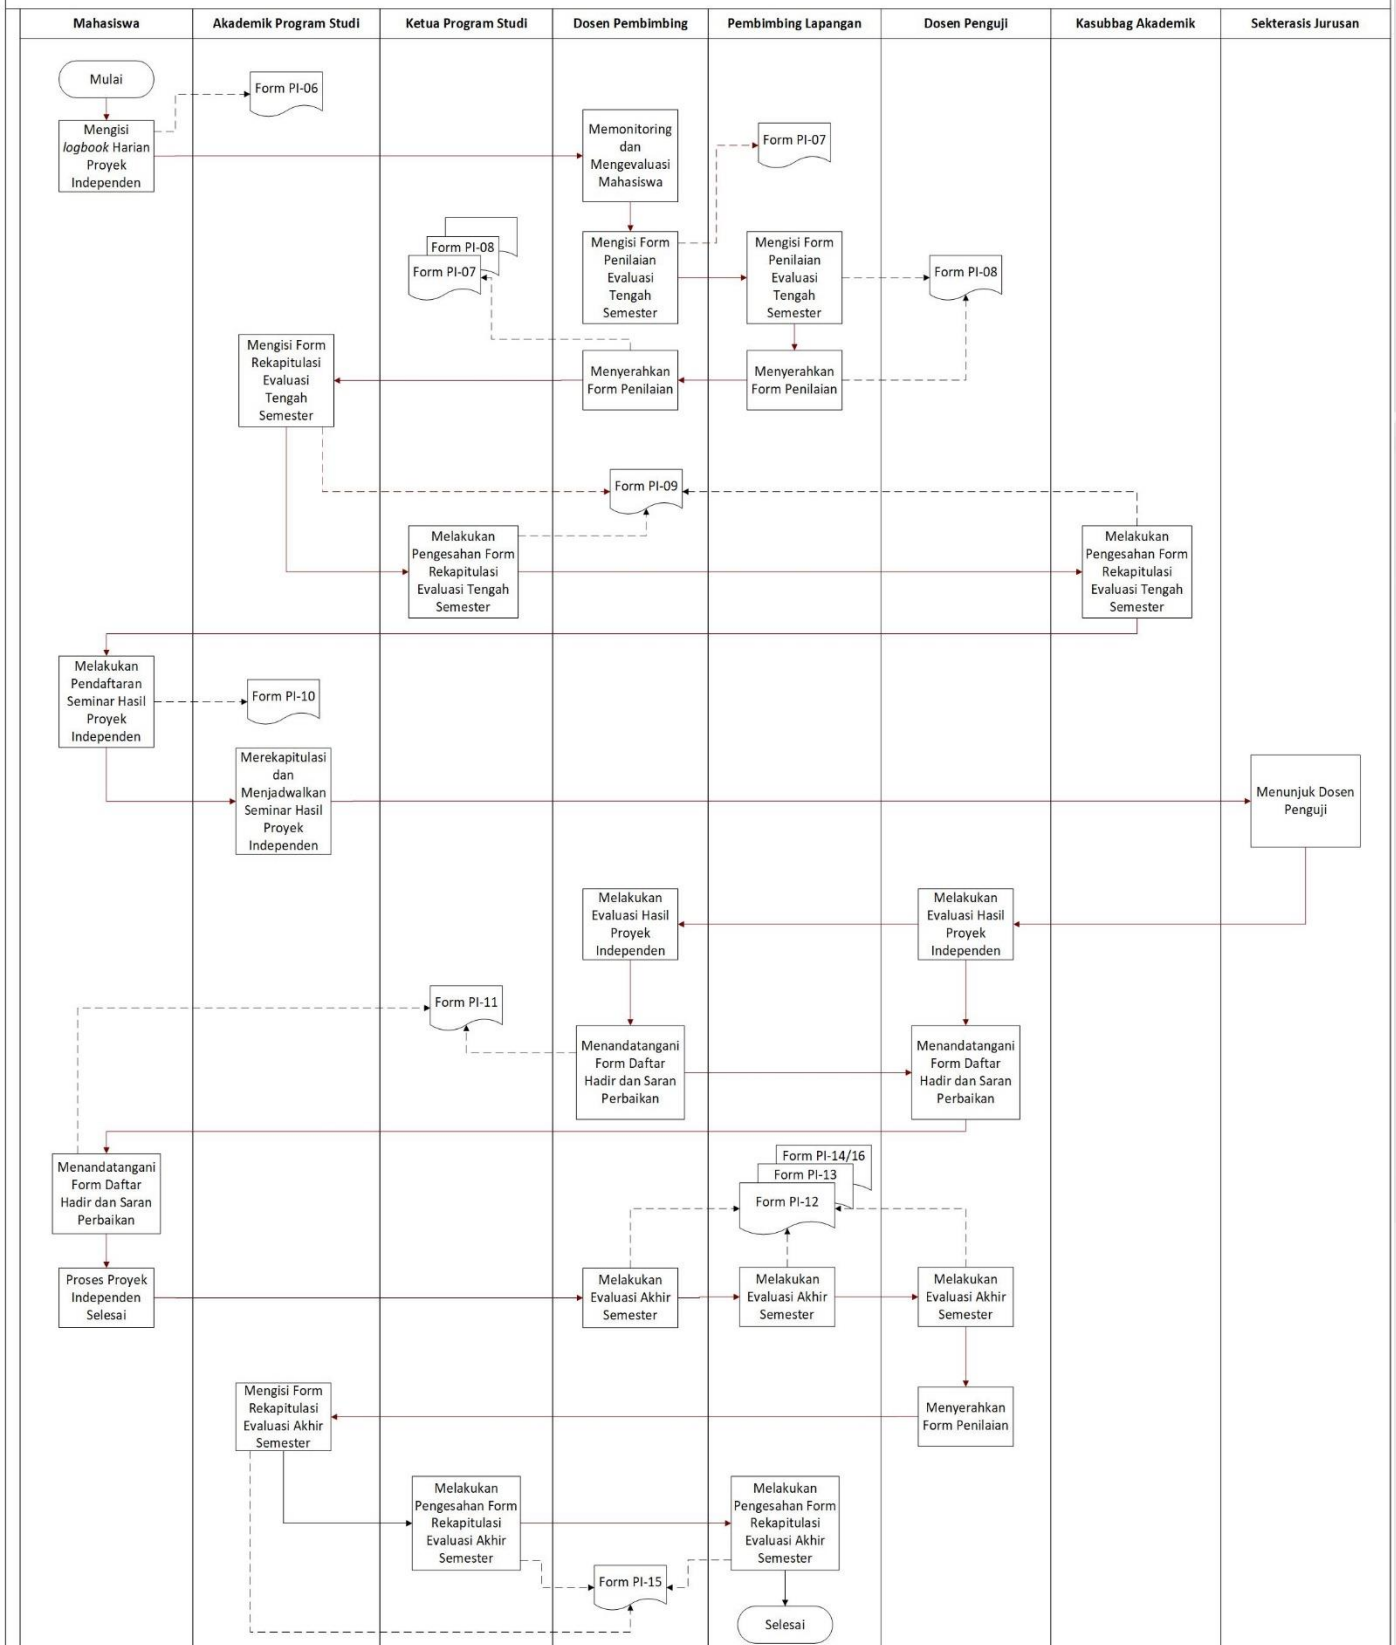 Mahasiswa
Akademik Program Studi
Ketua Program Studi
Dosen Pembimbing
Pembimbing Lapangan
Dosen Penguji
Kasubbag Akademik
Sekterasis Jurusan
Mulai
Form PI-06
Mengisi
logbook Harian
Proyek
Independen
Memonitoring
dan
Mengevaluasi
Mahasiswa
Form PI-07
Form PI-08
Form PI-07
Mengisi Form
Penilaian
Evaluasi
Tengah
Semester
Mengisi Form
Penilaian
Evaluasi
Tengah
Semester
Form PI-08
Mengisi Form
Rekapitulasi
Evaluasi
Tengah
Semester
Menyerahkan
Form Penilaian
Menyerahkan
Form Penilaian
Form PI-09
Melakukan
Pengesahan Form
Rekapitulasi
Evaluasi Tengah
Semester
Melakukan
Pengesahan Form
Rekapitulasi
Evaluasi Tengah
Semester
Melakukan
Pendaftaran
Seminar Hasil
Proyek
Independen
Form PI-10
Merekapitulasi
dan
Menjadwalkan
Seminar Hasil
Proyek
Independen
Menunjuk Dosen
Penguji
Melakukan
Evaluasi Hasil
Proyek
Independen
Melakukan
Evaluasi Hasil
Proyek
Independen
Form PI-11
Menandatangani
Form Daftar
Hadir dan Saran
Perbaikan
Menandatangani
Form Daftar
Hadir dan Saran
Perbaikan
Menandatangani
Form Daftar
Hadir dan Saran
Perbaikan
Form PI-14/16
Form PI-13
Form PI-12
Proses Proyek
Independen
Selesai
Melakukan
Evaluasi Akhir
Semester
Melakukan
Evaluasi Akhir
Semester
Melakukan
Evaluasi Akhir
Semester
Mengisi Form
Rekapitulasi
Evaluasi Akhir
Semester
Menyerahkan
Form Penilaian
Melakukan
Pengesahan Form
Rekapitulasi
Evaluasi Akhir
Semester
Melakukan
Pengesahan Form
Rekapitulasi
Evaluasi Akhir
Semester
Form PI-15
Selesai